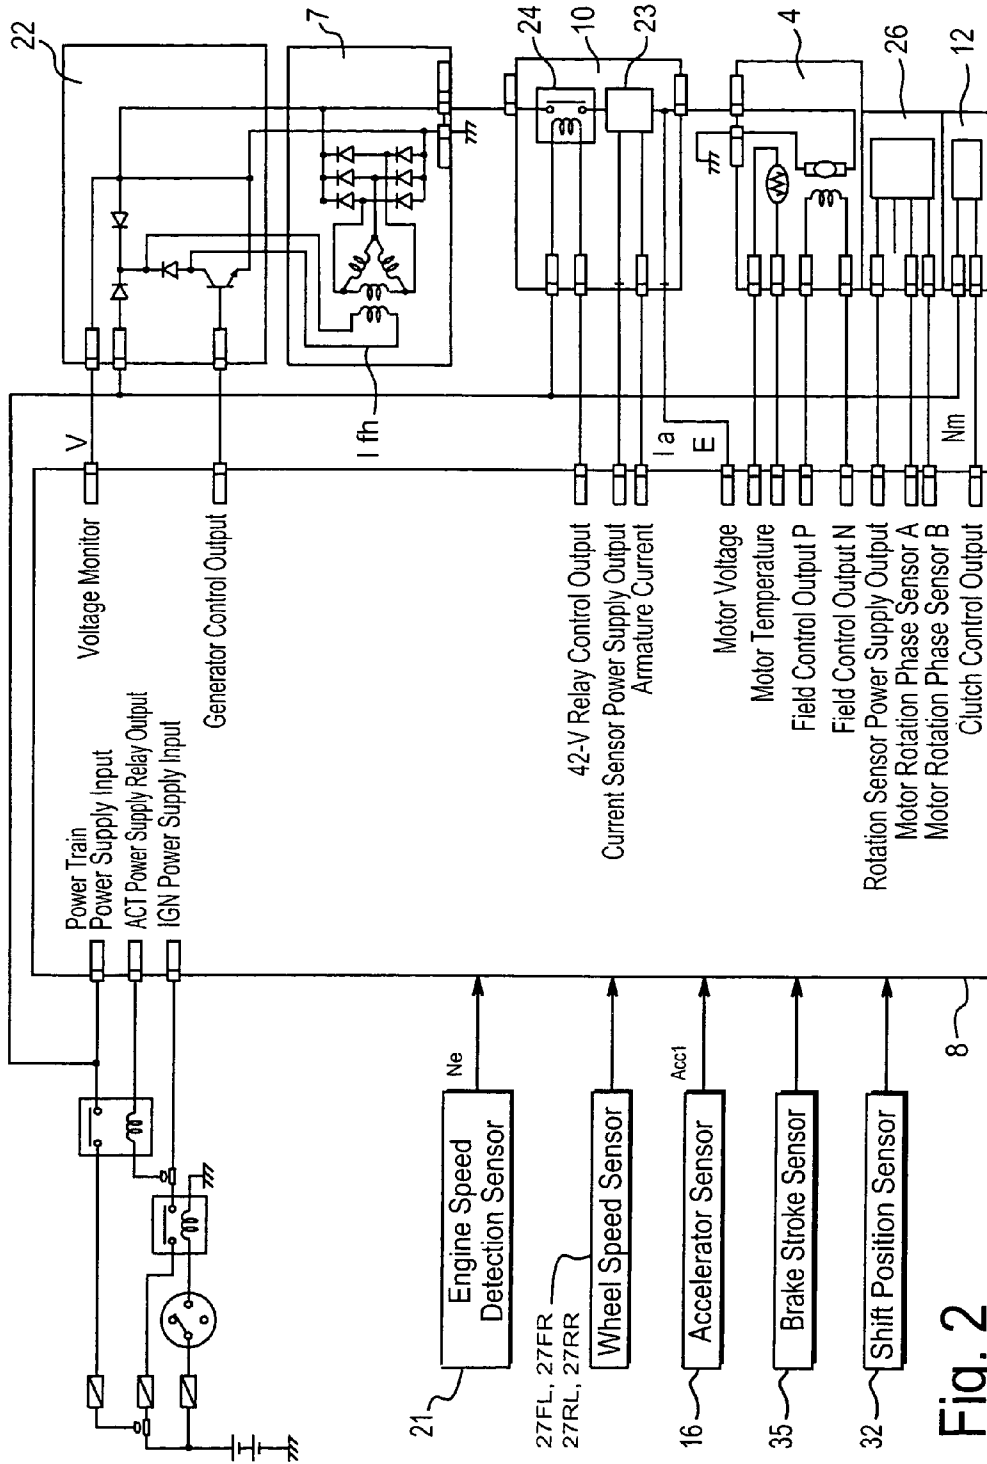 22
7
24
10
23
4
26
12
V
I fh
I a
E
Nm
Voltage Monitor
Generator Control Output
42-V Relay Control Output
Current Sensor Power Supply Output
Armature Current
Motor Voltage
Motor Temperature
Field Control Output P
Field Control Output N
Rotation Sensor Power Supply Output
Motor Rotation Phase Sensor A
Motor Rotation Phase Sensor B
Clutch Control Output
Power Train
Power Supply Input
ACT Power Supply Relay Output
IGN Power Supply Input
8
Ne
Acc1
Engine Speed
Detection Sensor
Wheel Speed Sensor
Accelerator Sensor
Brake Stroke Sensor
Shift Position Sensor
21
27FL, 27FR
27RL, 27RR
16
35
32
Fig. 2